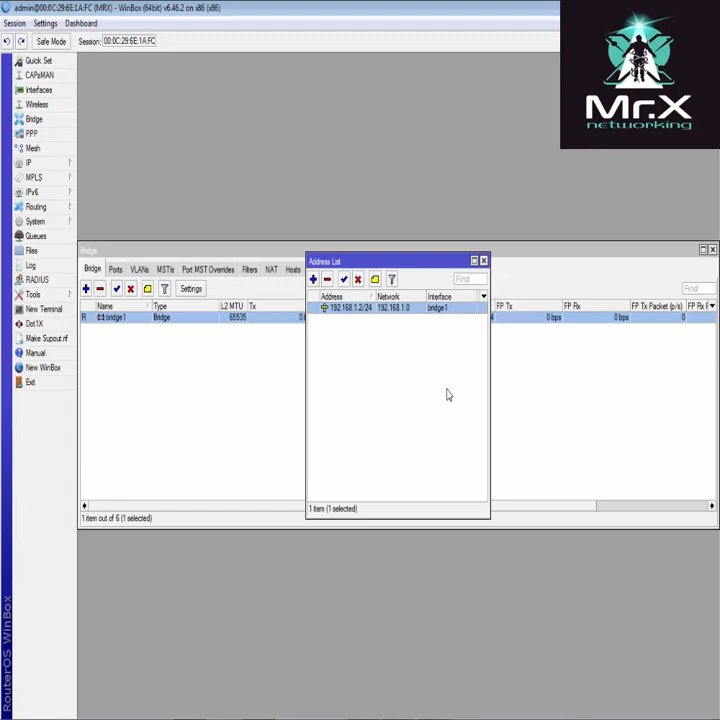 admin@00:0C:29:6E:1A:FC (MRX) - WinBox (64bit) v6.46.2 on x86 (x86)
Session Settings Dashboard
Safe Mode Session: 00:0C:29:6E:1A:FC
Mr.X
networking
Quick Set
CAPsMAN
Interfaces
Wireless
Bridge
PPP
Mesh
IP
MPLS
IPv6
Routing
System
Queues
Files
Log
RADIUS
Tools
New Terminal
Dot1X
Make Supout.rif
Manual
New WinBox
Exit
RouterOS WinBox
Bridge
Bridge Ports VLANs MSTIs Port MST Overrides Filters NAT Hosts
Settings Find
Name Type L2 MTU Tx FP Tx FP Rx FP Tx Packet (p/s) FP Rx
R bridge1 Bridge 65535 0 bps 0 bps 0
1 item out of 6 (1 selected)
Address List
Find
Address Network Interface
192.168.1.2/24 192.168.1.0 bridge1
1 item (1 selected)